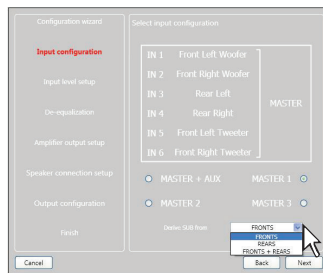 Configuration wizard
Input configuration
Input level setup
De-equalization
Amplifier output setup
Speaker connection setup
Output configuration
Finish
Select input configuration
IN 1 Front Left Woofer
IN 2 Front Right Woofer
IN 3 Rear Left
IN 4 Rear Right
IN 5 Front Left Tweeter
IN 6 Front Right Tweeter
MASTER
MASTER + AUX
MASTER 1
MASTER 2
MASTER 3
Derive SUB from:
FRONTS
FRONTS
REARS
FRONTS + REARS
Cancel
Back
Next